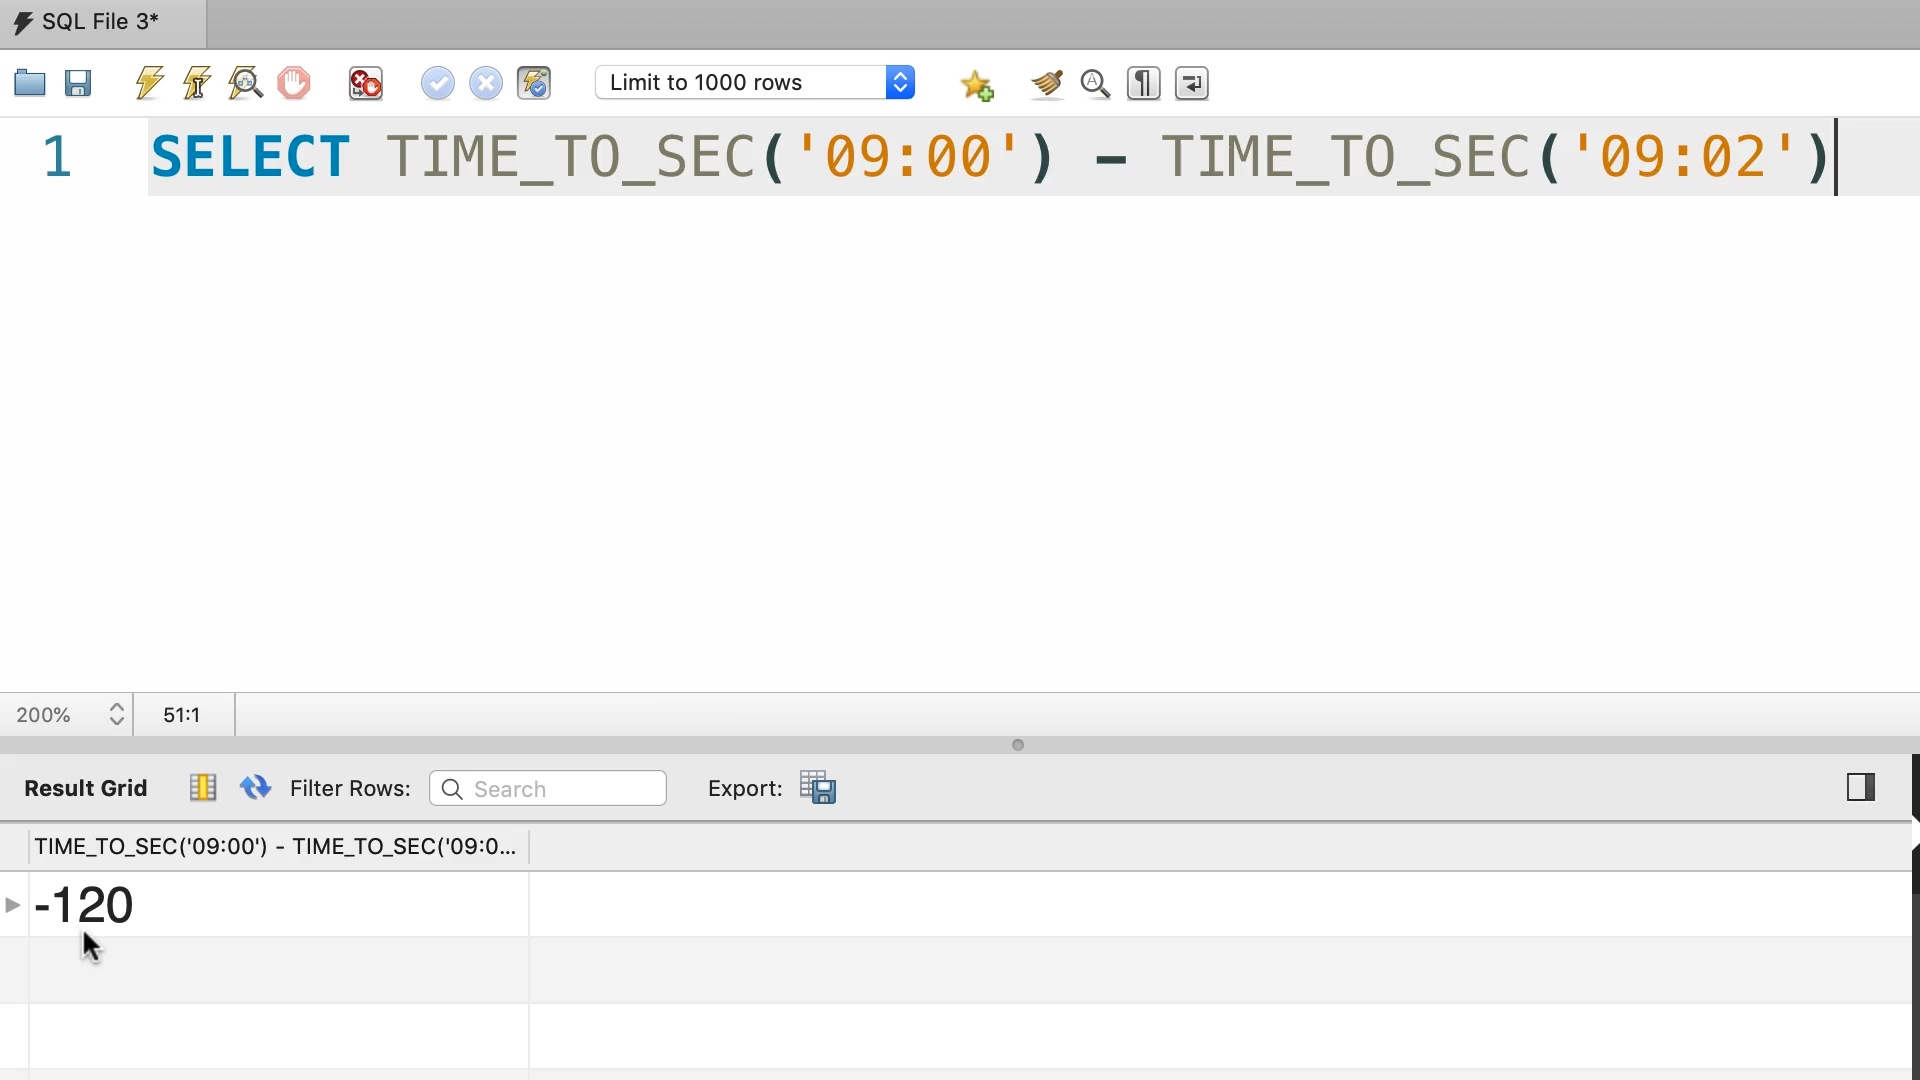 SQL File 3*
Limit to 1000 rows
1 SELECT TIME_TO_SEC('09:00') - TIME_TO_SEC('09:02')
200% 51:1
Result Grid Filter Rows: Search Export:
TIME_TO_SEC('09:00') - TIME_TO_SEC('09:0...
-120